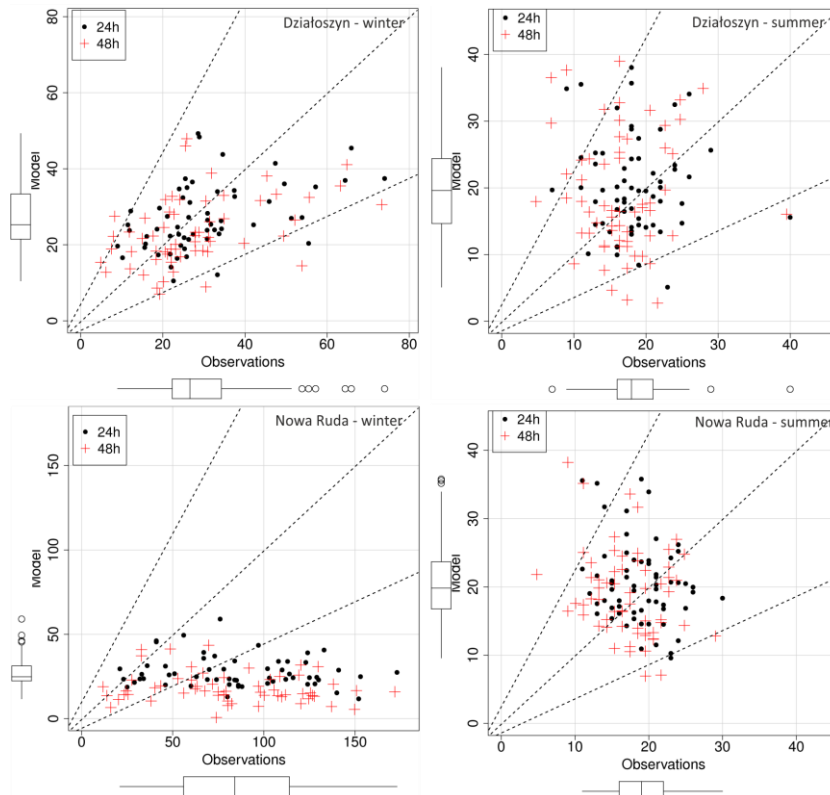 Działoszyn - winter
24h
48h
80
60
40
20
0
Model
0
20
40
60
80
Observations
Działoszyn - summer
24h
48h
40
30
20
10
0
Model
0
10
20
30
40
Observations
Nowa Ruda - winter
24h
48h
150
100
50
0
Model
0
50
100
150
Observations
Nowa Ruda - summer
24h
48h
40
30
20
10
0
Model
0
10
20
30
40
Observations